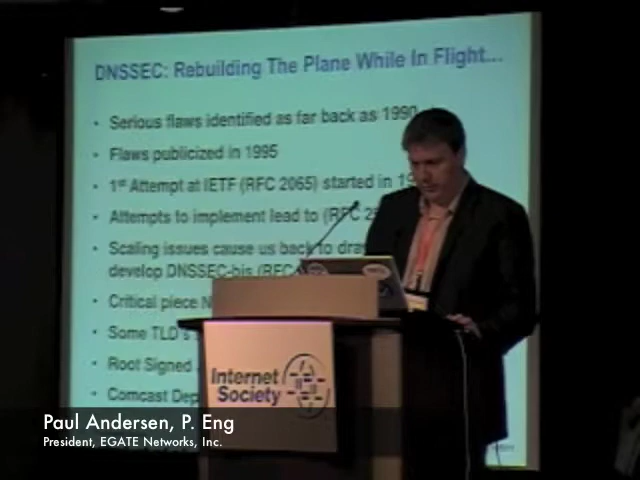 DNSSEC: Rebuilding The Plane While In Flight...
• Serious flaws identified as far back as 1990
• Flaws publicized in 1995
• 1st Attempt at IETF (RFC 2065) started in
• Attempts to implement lead to (RFC
• Scaling issues cause us back to
develop DNSSEC-bis (RFC
• Critical piece
• Some TLD's
• Root Signed
• Comcast
Internet
Society
Paul Andersen, P. Eng
President, EGATE Networks, Inc.